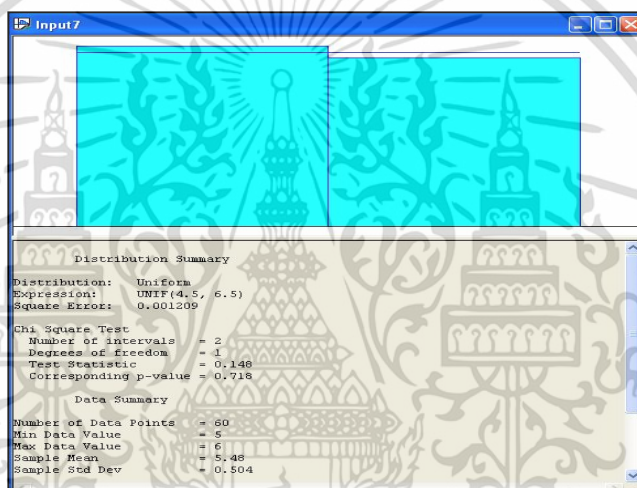 Input7
Distribution Summary
Distribution: Uniform
Expression: UNIF(4.5, 6.5)
Square Error: 0.001209
Chi Square Test
Number of intervals = 2
Degrees of freedom = 1
Test Statistic = 0.148
Corresponding p-value = 0.718
Data Summary
Number of Data Points = 60
Min Data Value = 5
Max Data Value = 6
Sample Mean = 5.48
Sample Std Dev = 0.504